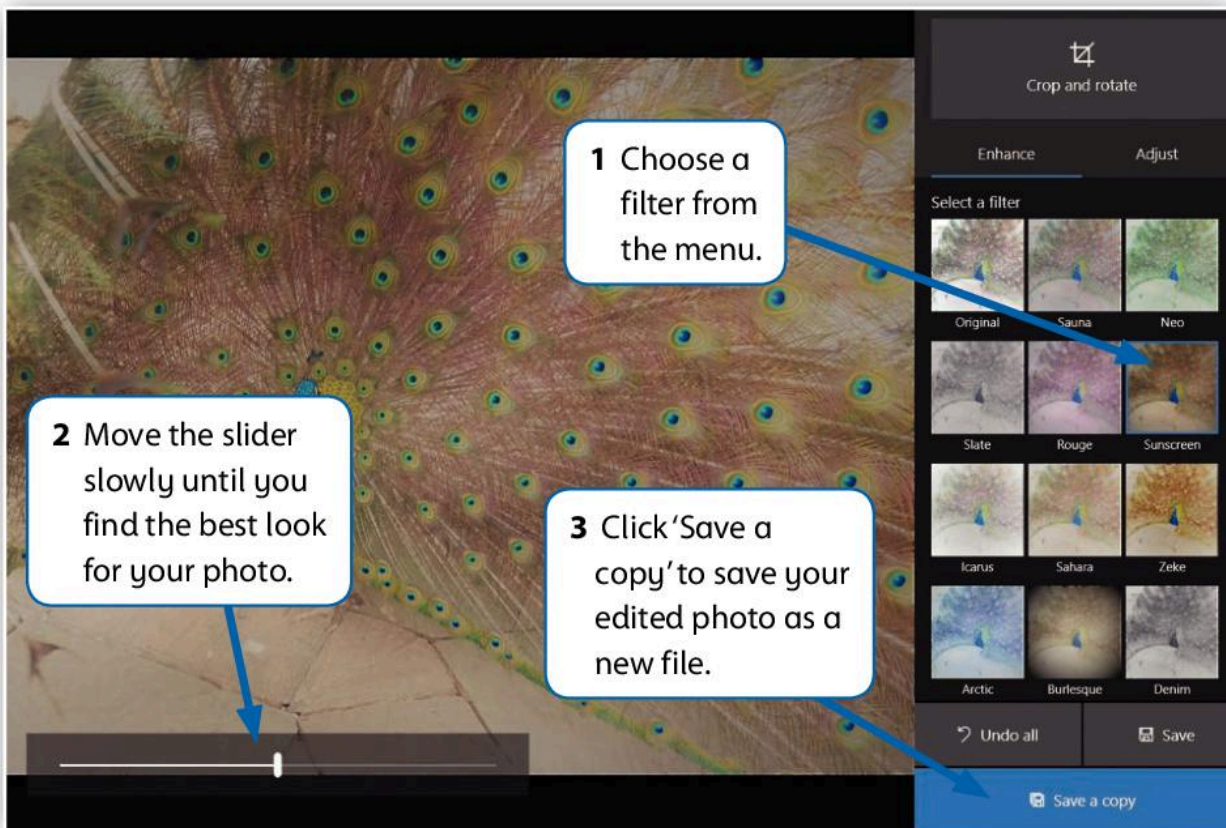 Crop and rotate
Enhance Adjust
Select a filter
Original Sauna Neo
Slate Rouge Sunscreen
Icarus Sahara Zeke
Arctic Burlesque Denim
Undo all Save
Save a copy
1 Choose a
filter from
the menu.
2 Move the slider
slowly until you
find the best look
for your photo.
3 Click 'Save a
copy' to save your
edited photo as a
new file.